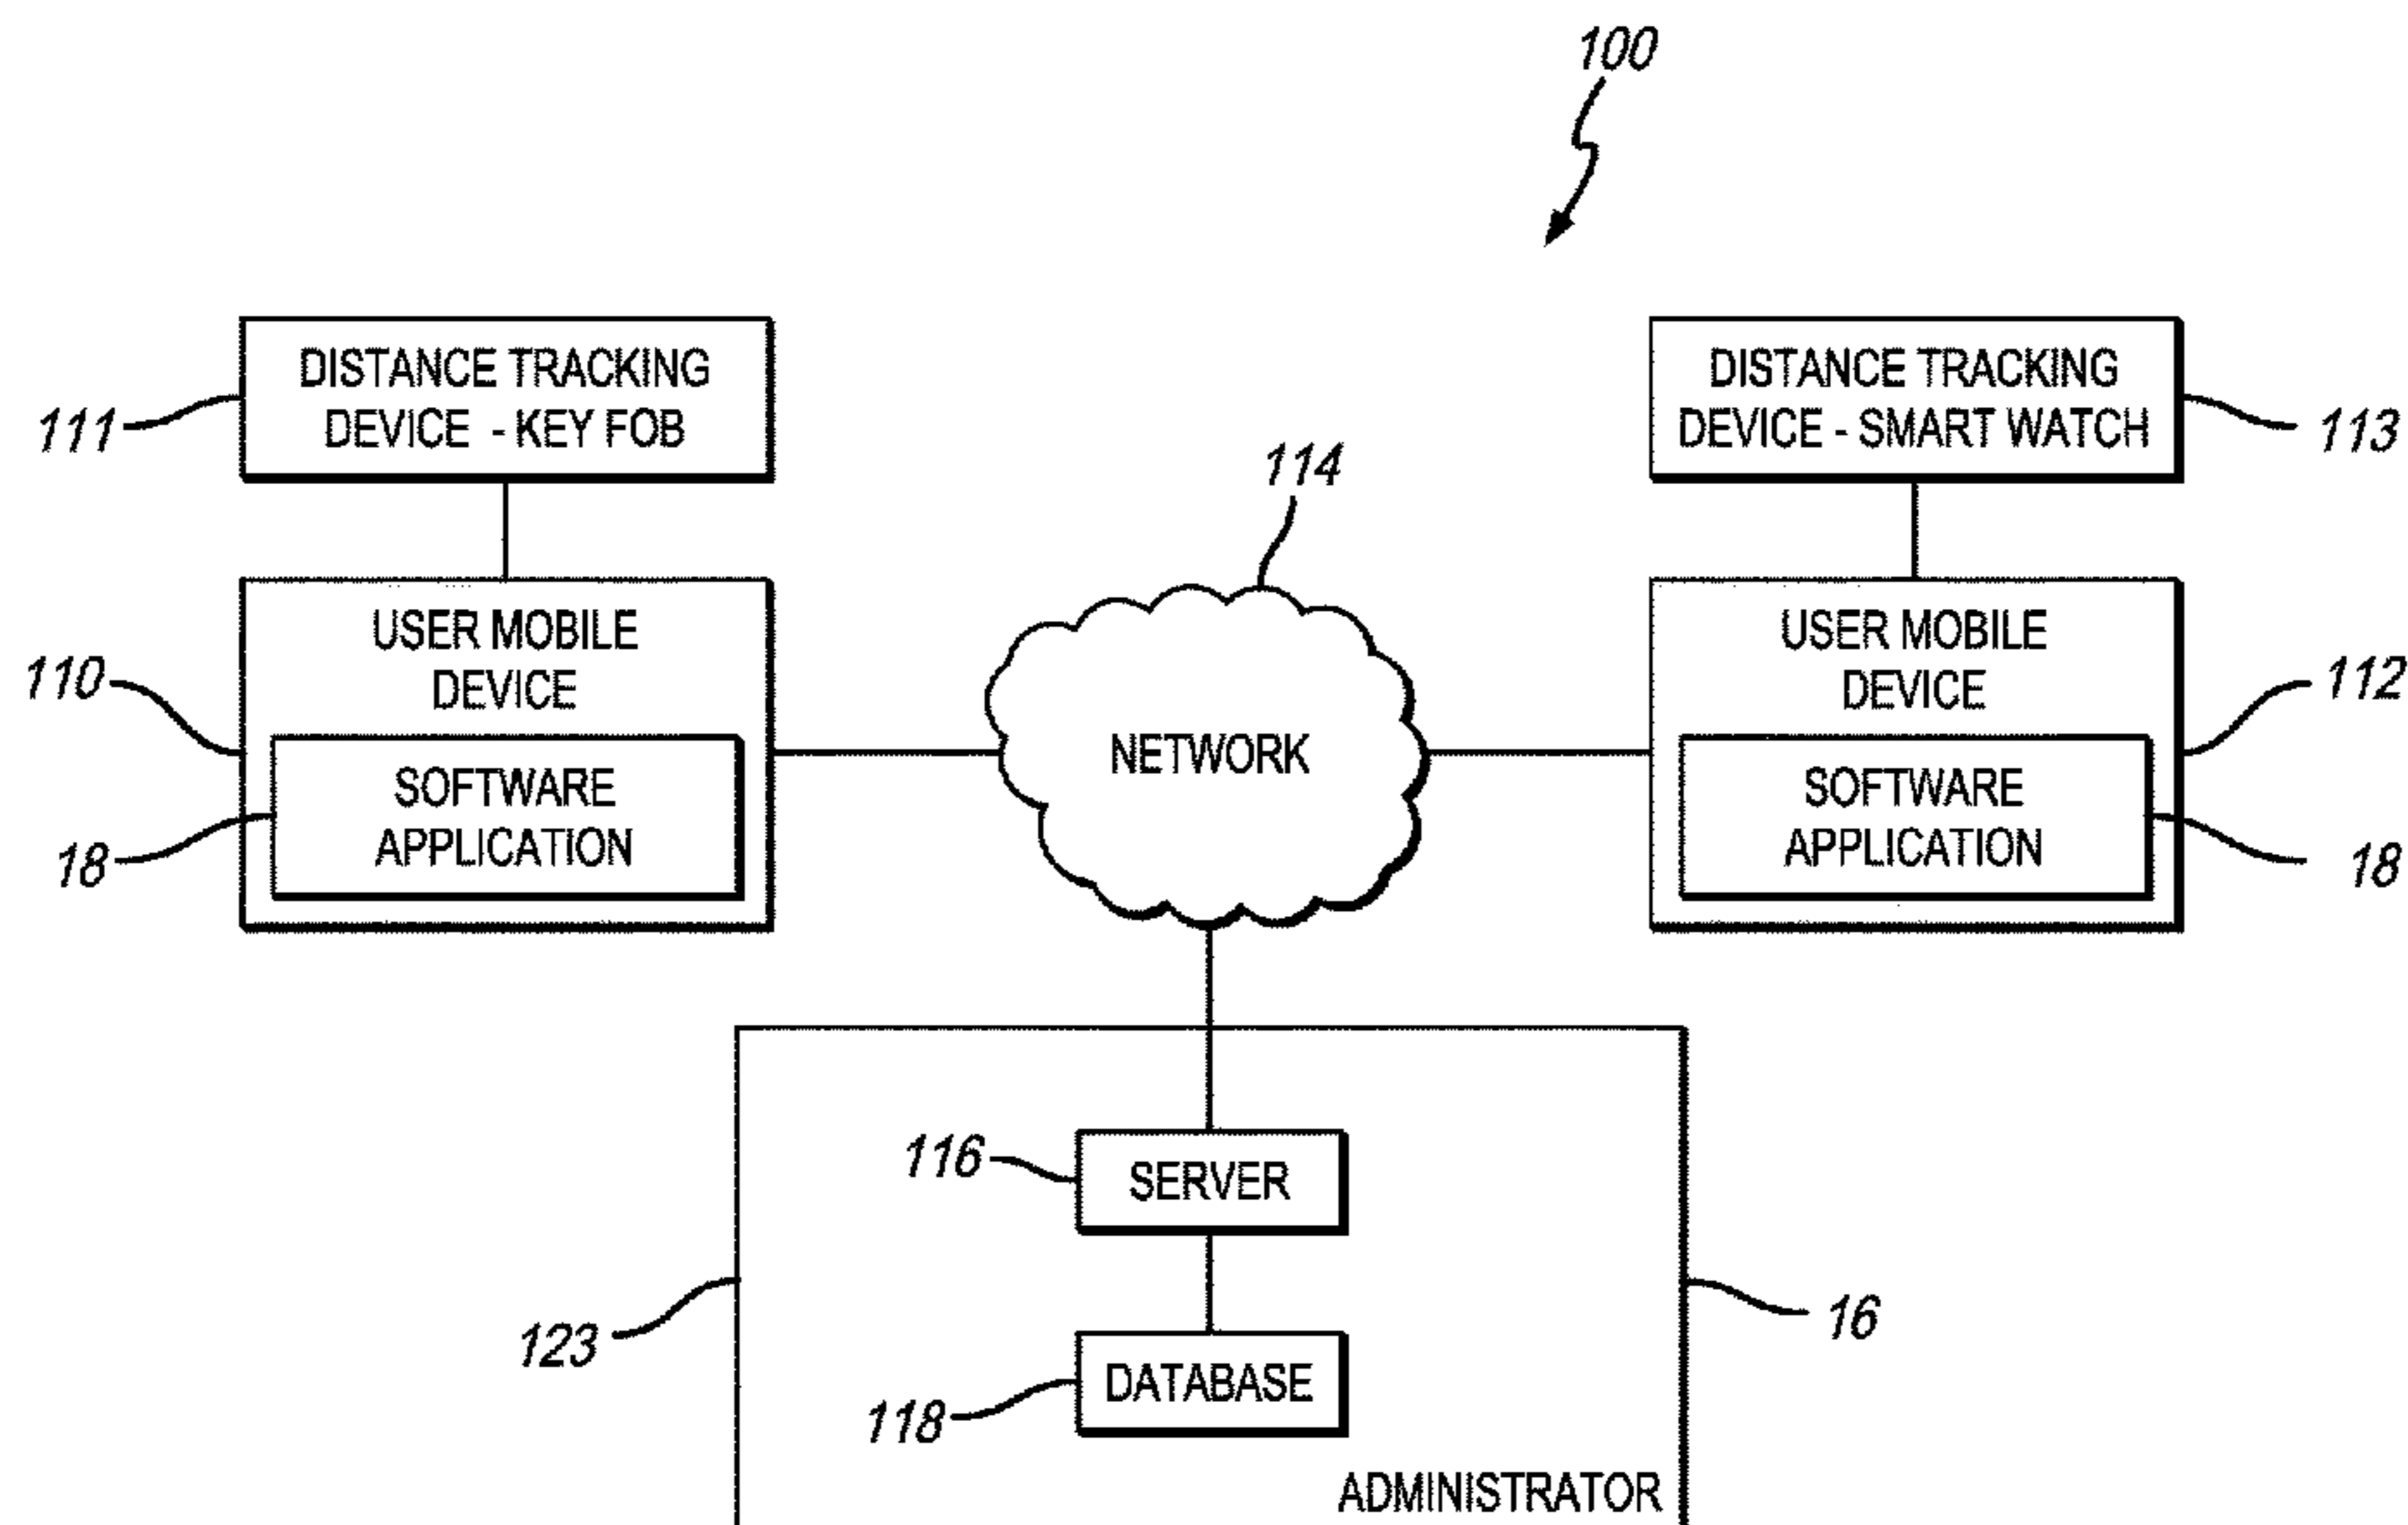 100
DISTANCE TRACKING
DEVICE - KEY FOB
111
DISTANCE TRACKING
DEVICE - SMART WATCH
113
114
USER MOBILE
DEVICE
110
SOFTWARE
APPLICATION
18
NETWORK
USER MOBILE
DEVICE
112
SOFTWARE
APPLICATION
18
116
SERVER
123
16
118
DATABASE
ADMINISTRATOR